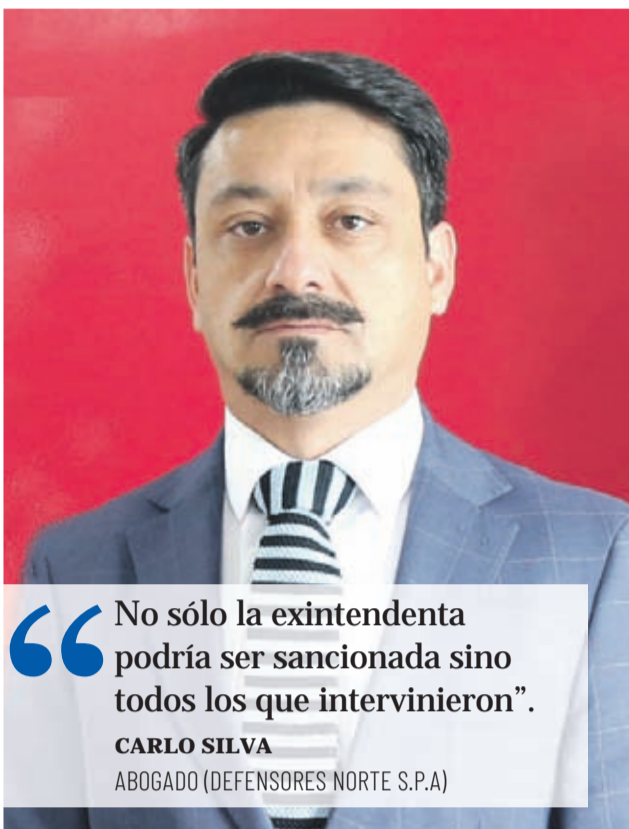 “No sólo la exintendenta
podría ser sancionada sino
todos los que intervinieron”.
CARLO SILVA
ABOGADO (DEFENSORES NORTE S.P.A)